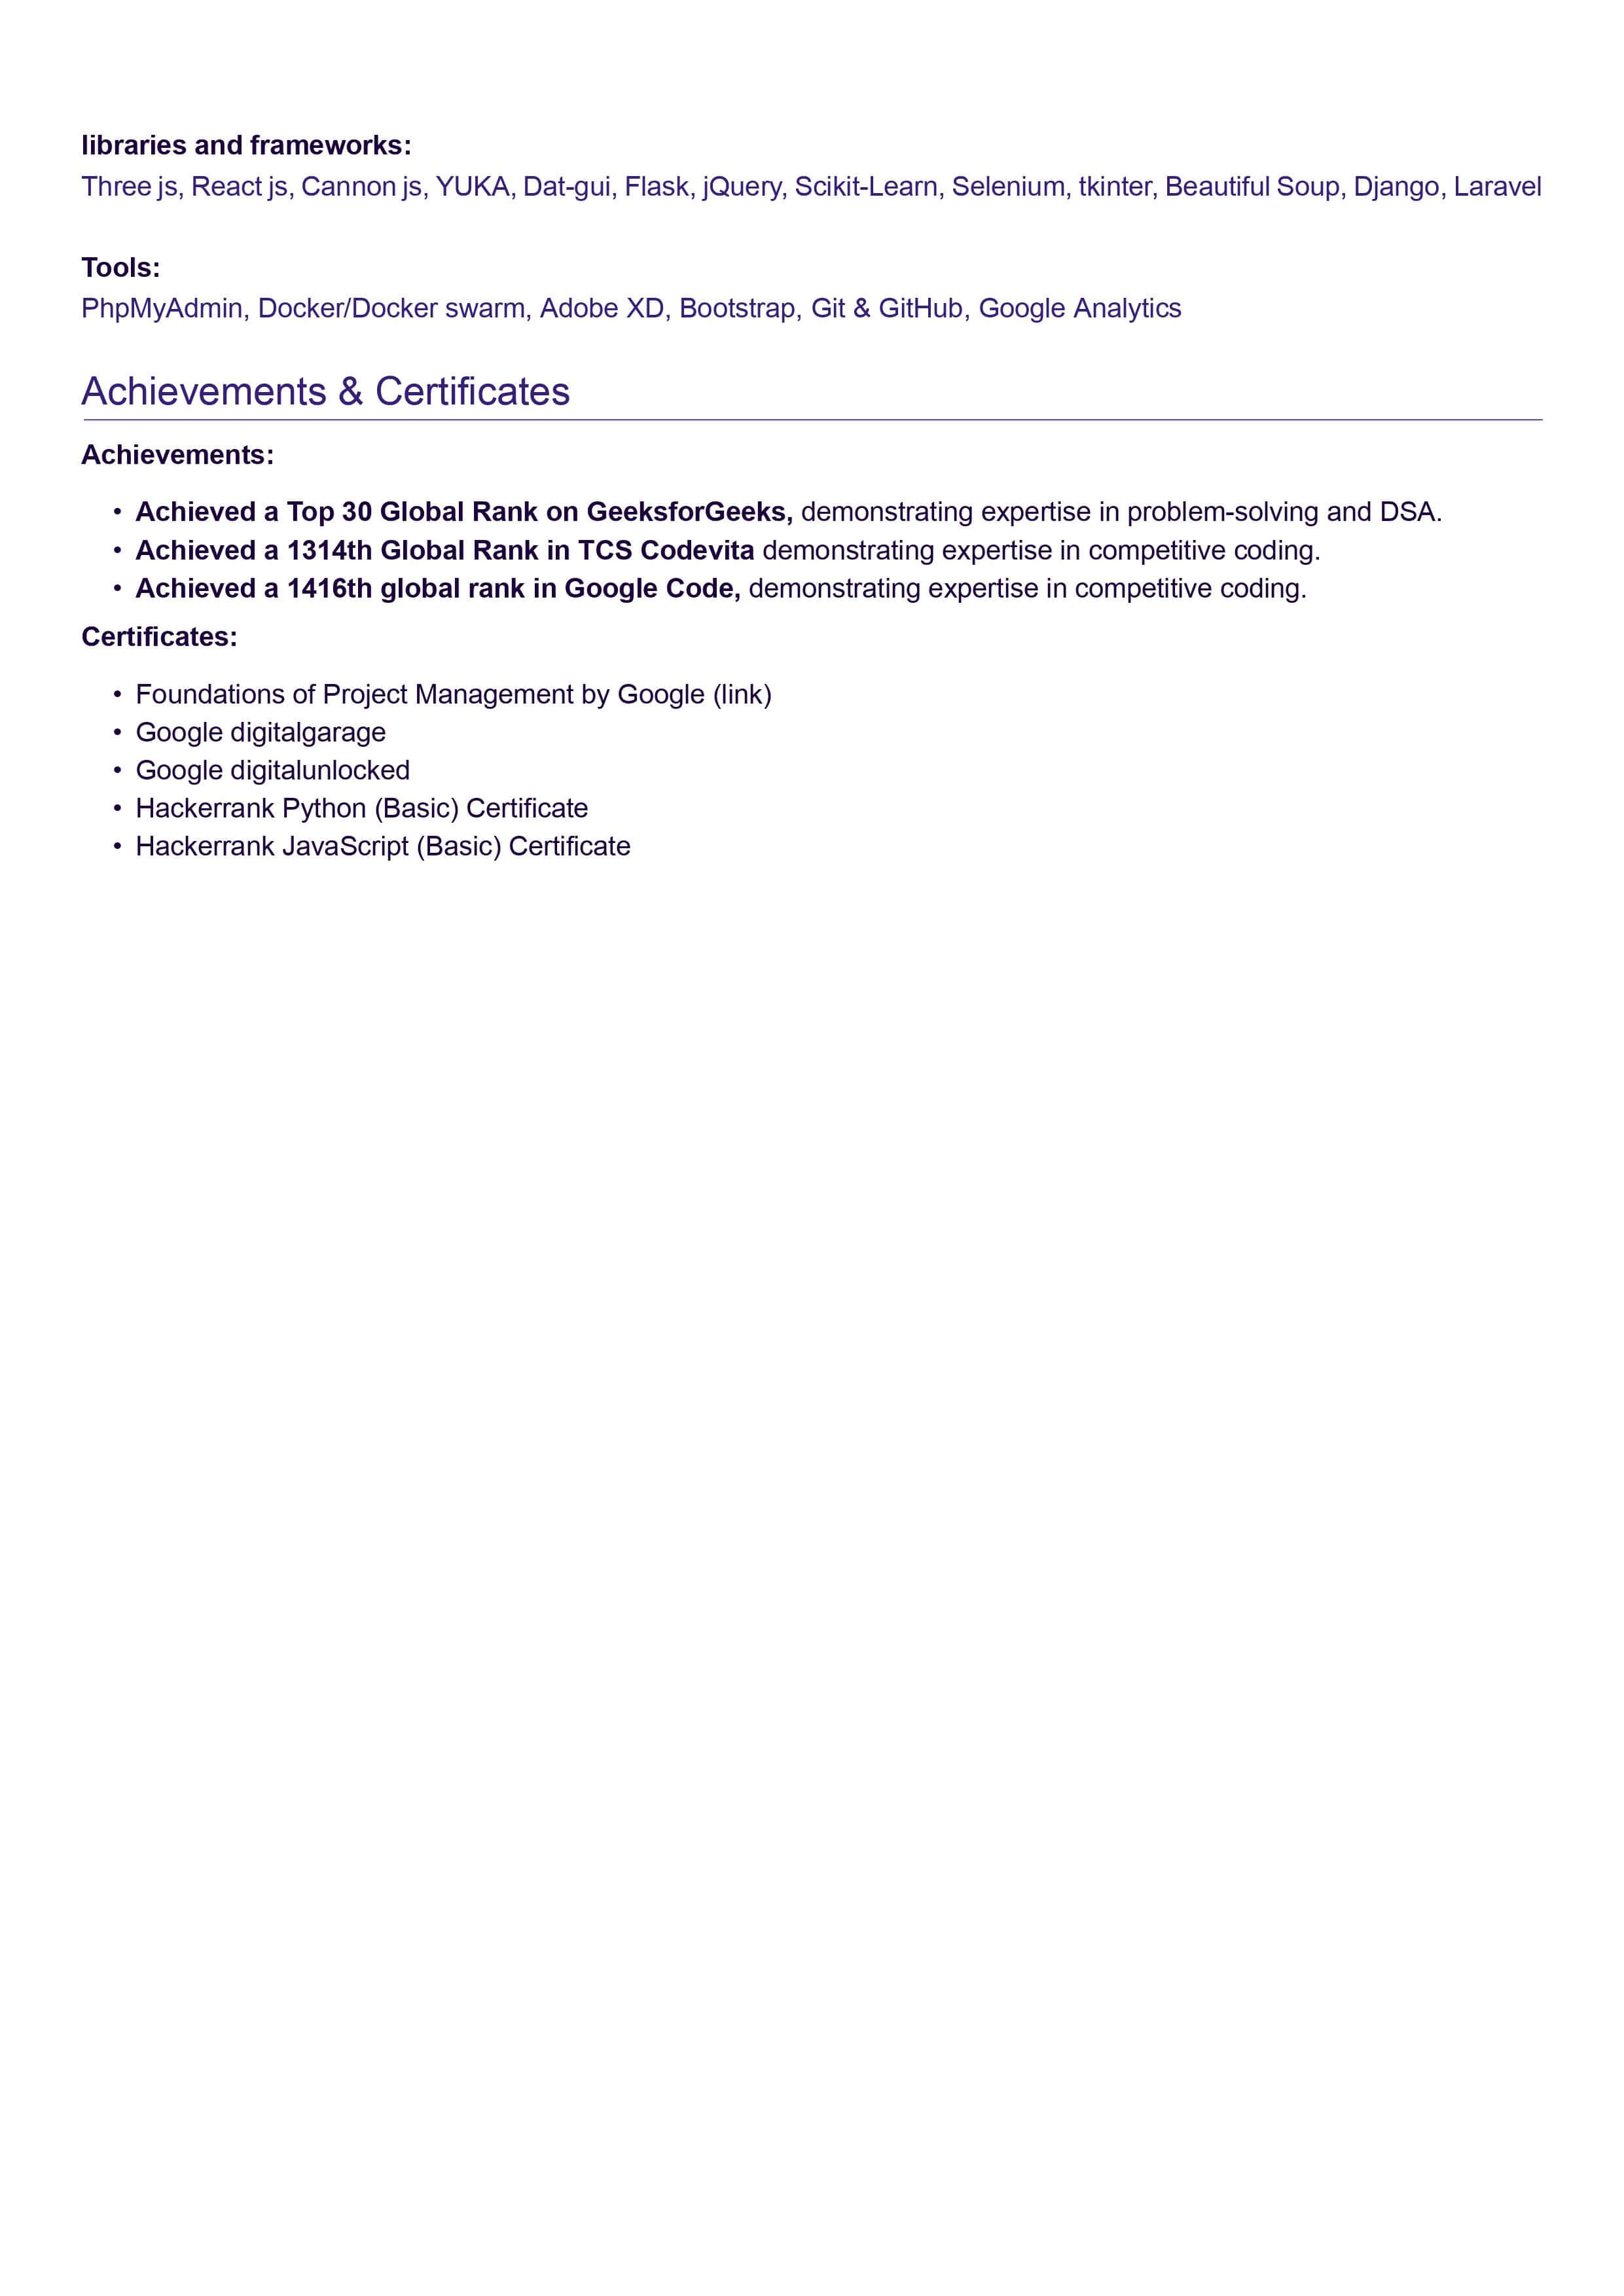 libraries and frameworks:
Three js, React js, Cannon js, YUKA, Dat-gui, Flask, jQuery, Scikit-Learn, Selenium, tkinter, Beautiful Soup, Django, Laravel
Tools:
PhpMyAdmin, Docker/Docker swarm, Adobe XD, Bootstrap, Git & GitHub, Google Analytics
Achievements & Certificates
Achievements:
• Achieved a Top 30 Global Rank on GeeksforGeeks, demonstrating expertise in problem-solving and DSA.
• Achieved a 1314th Global Rank in TCS Codevita demonstrating expertise in competitive coding.
• Achieved a 1416th global rank in Google Code, demonstrating expertise in competitive coding.
Certificates:
• Foundations of Project Management by Google (link)
• Google digitalgarage
• Google digitalunlocked
• Hackerrank Python (Basic) Certificate
• Hackerrank JavaScript (Basic) Certificate